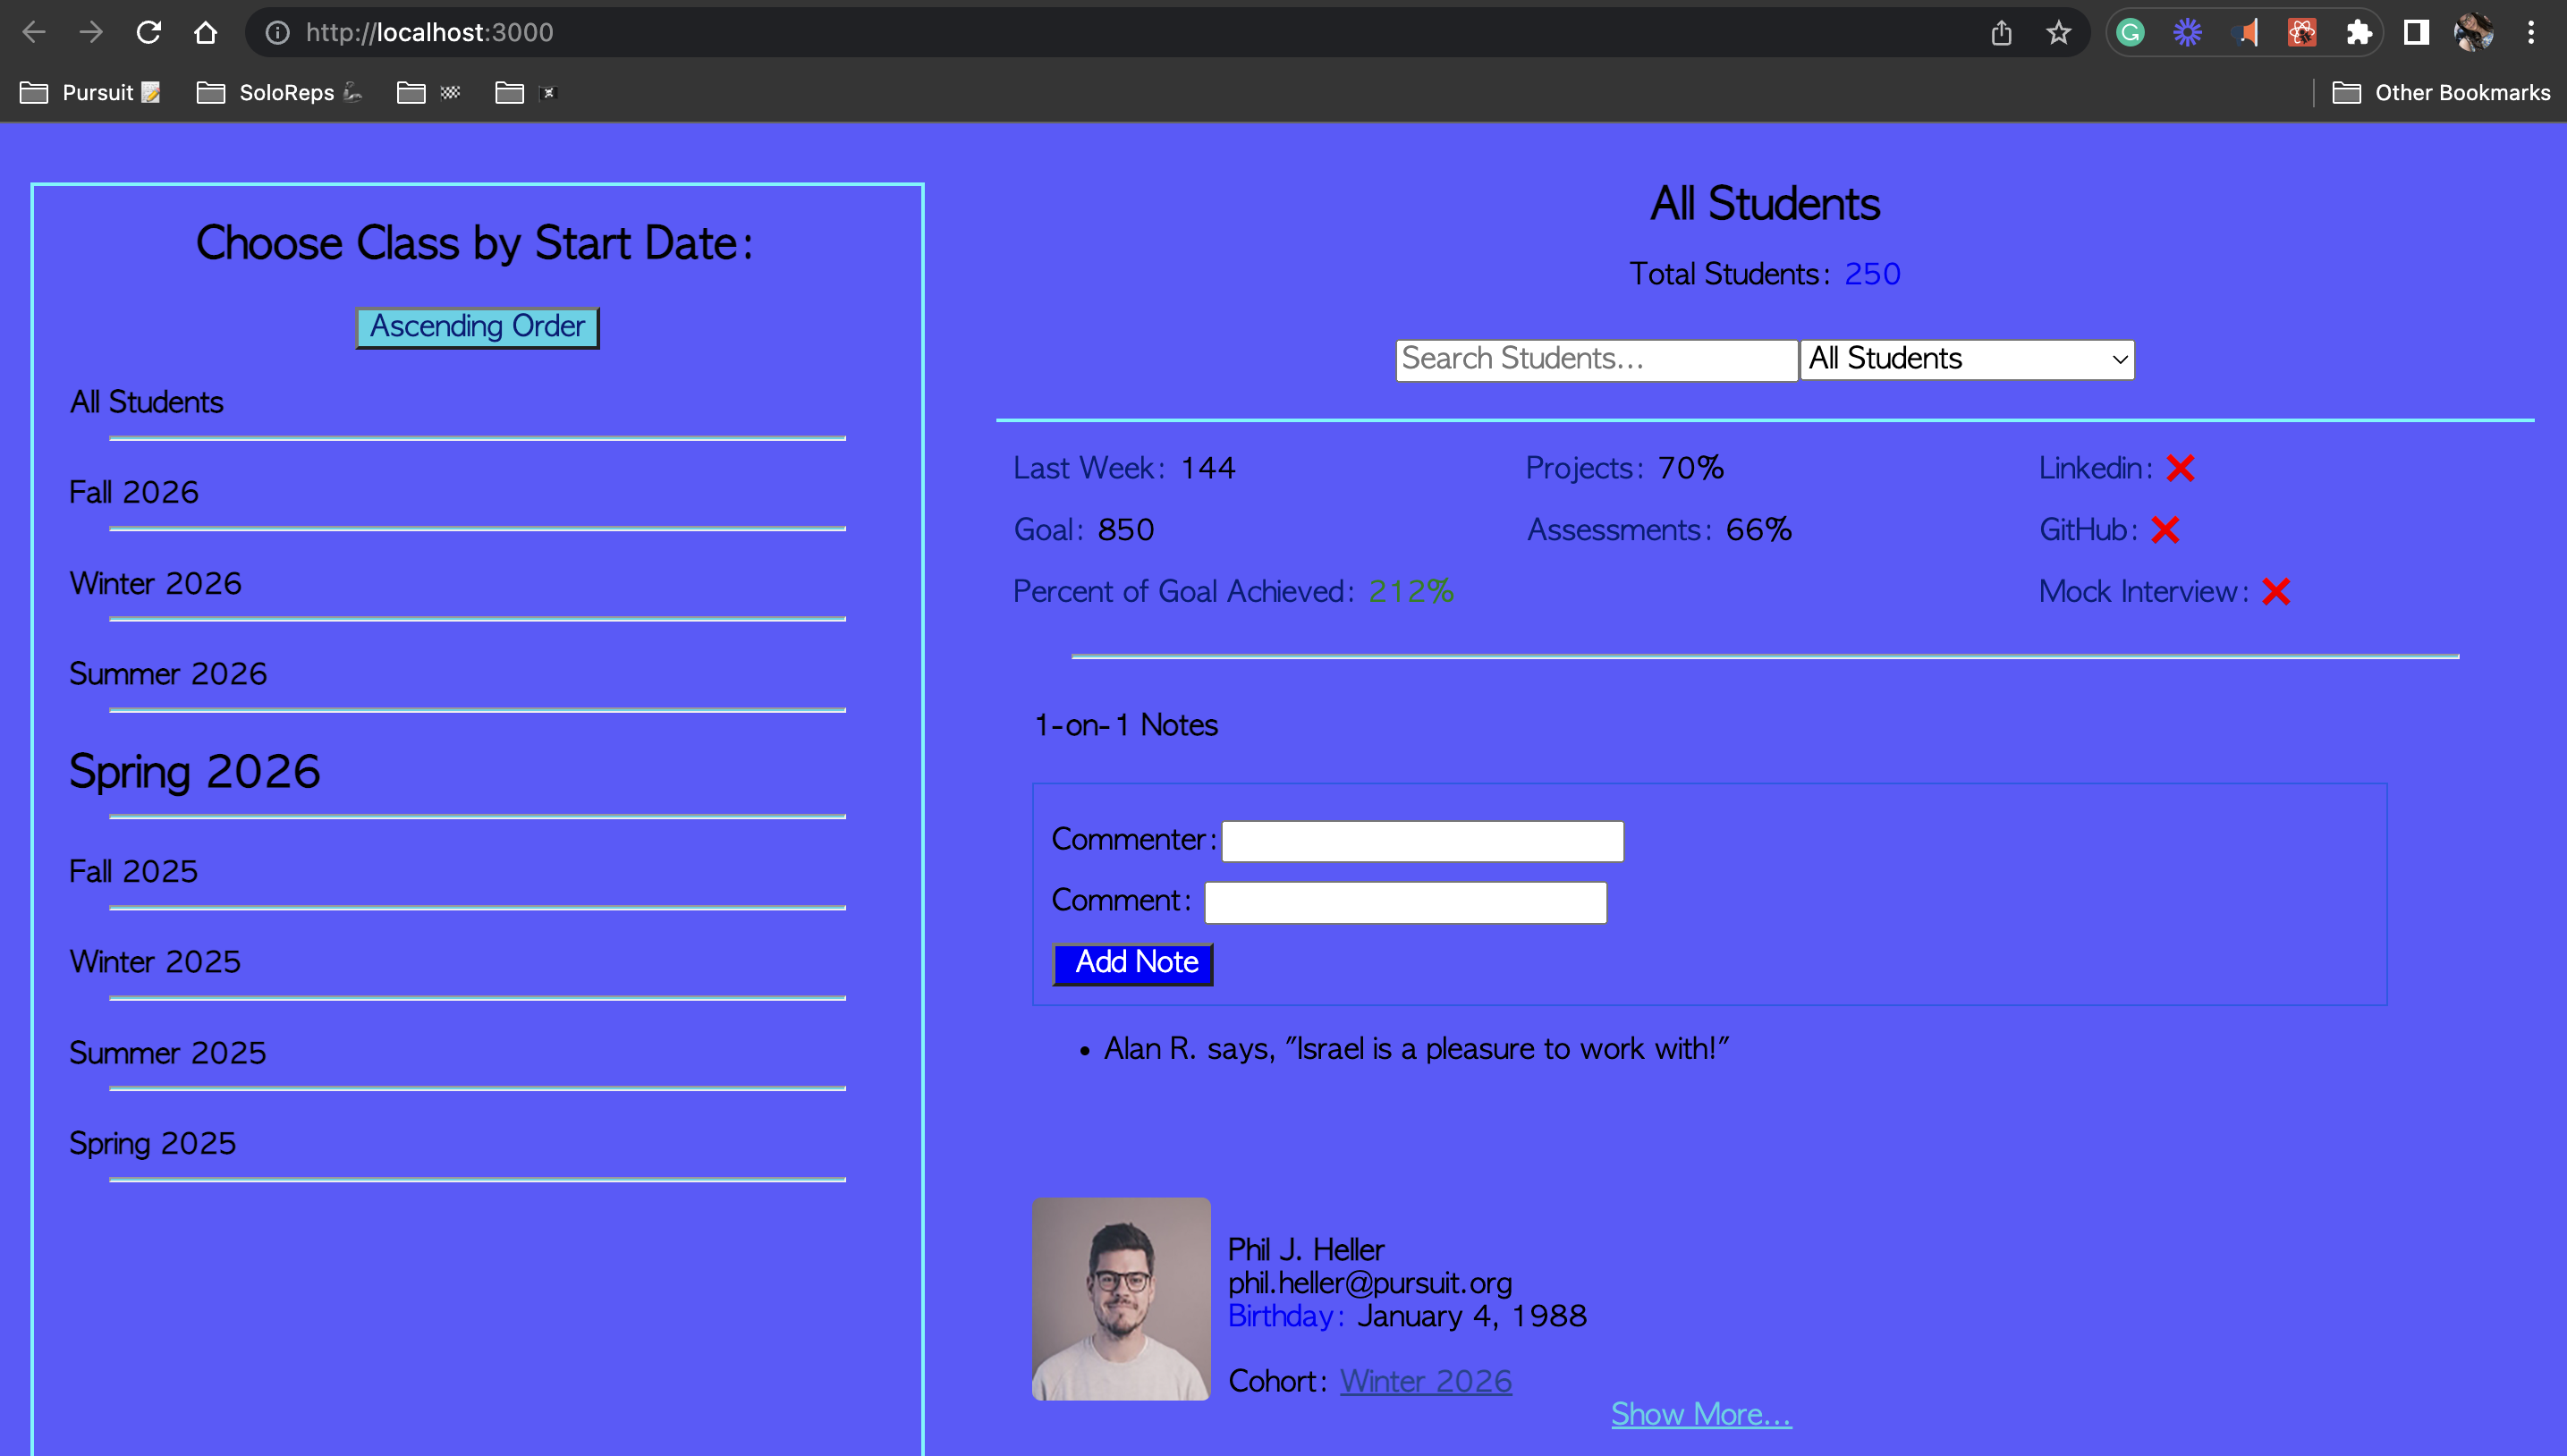 http://localhost:3000
Pursuit
SoloReps
Other Bookmarks
Choose Class by Start Date:
Ascending Order
All Students
Fall 2026
Winter 2026
Summer 2026
Spring 2026
Fall 2025
Winter 2025
Summer 2025
Spring 2025
All Students
Total Students: 250
Search Students...
All Students
Last Week: 144
Goal: 850
Percent of Goal Achieved: 212%
Projects: 70%
Assessments: 66%
Linkedin: ❌
GitHub: ❌
Mock Interview: ❌
1-on-1 Notes
Commenter:
Comment:
Add Note
• Alan R. says, "Israel is a pleasure to work with!"
Phil J. Heller
phil.heller@pursuit.org
Birthday: January 4, 1988
Cohort: Winter 2026
Show More...